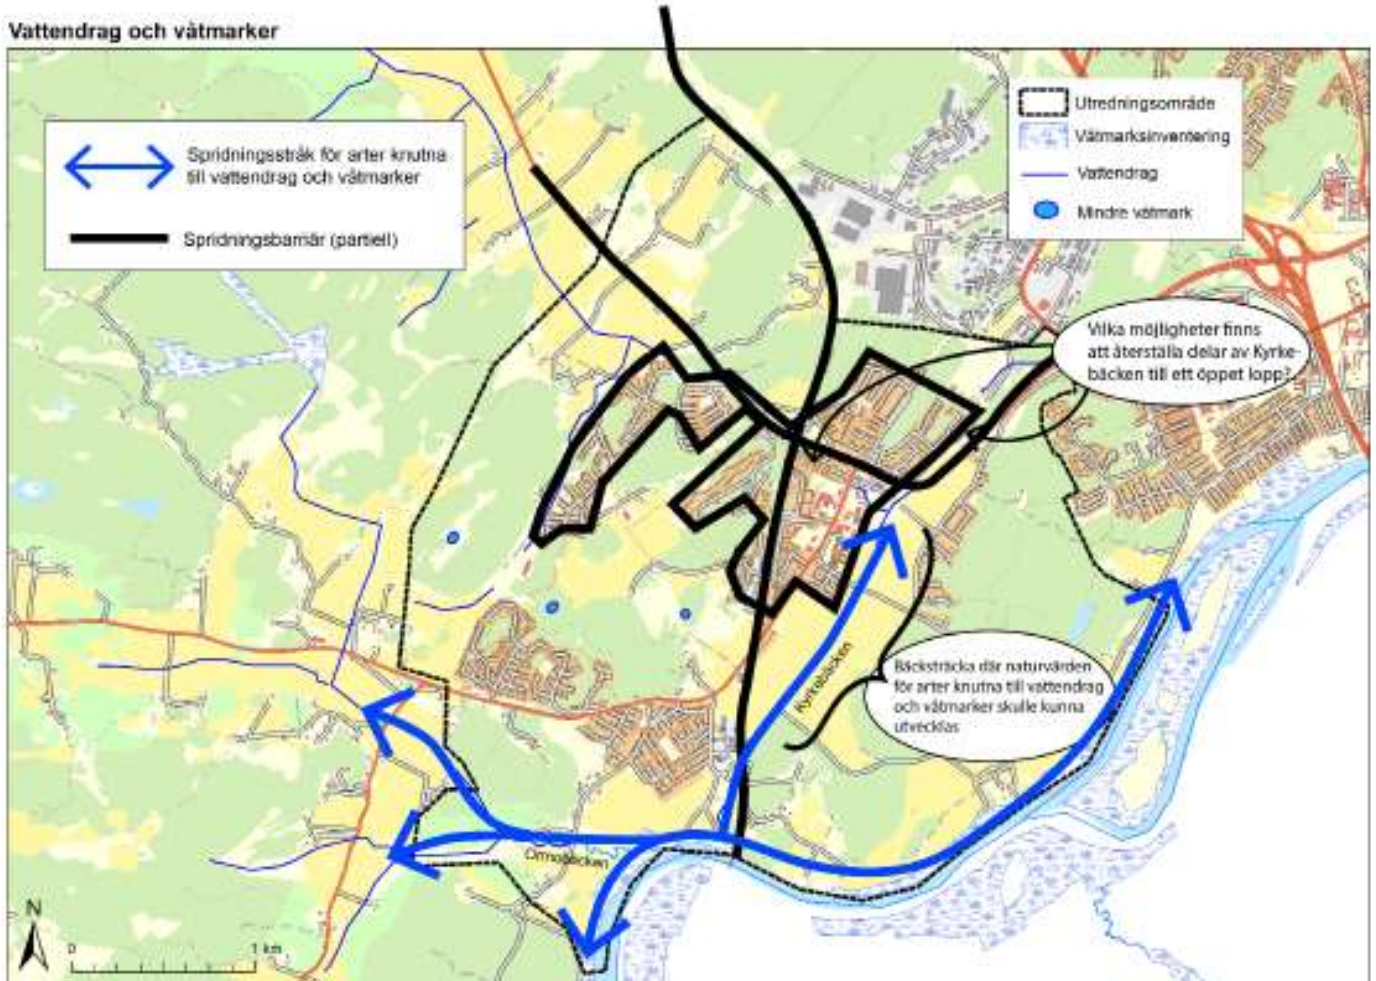 Vattendrag och våtmarker
Spridningsstråk för arter knutna
till vattendrag och våtmarker
Spridningsbarriär (partiell)
Utredningsområde
Våtmarksinventering
Vattendrag
Mindre våtmark
Vilka möjligheter finns
att återställa delar av Kyrke-
bäcken till ett öppet lopp?
Bäcksträcka där naturvärden
för arter knutna till vattendrag
och våtmarker skulle kunna
utvecklas
Kyrkebäcken
Ormobäcken
N
0 1 km